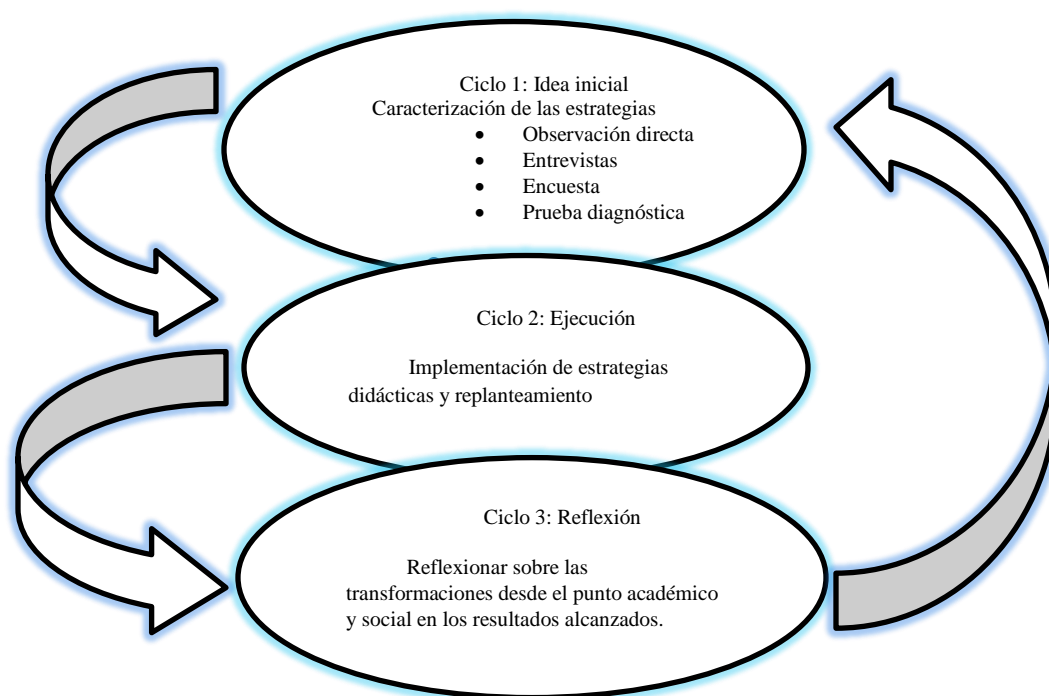 Ciclo 1: Idea inicial
Caracterización de las estrategias
• Observación directa
• Entrevistas
• Encuesta
• Prueba diagnóstica
Ciclo 2: Ejecución
Implementación de estrategias
didácticas y replanteamiento
Ciclo 3: Reflexión
Reflexionar sobre las
transformaciones desde el punto académico
y social en los resultados alcanzados.